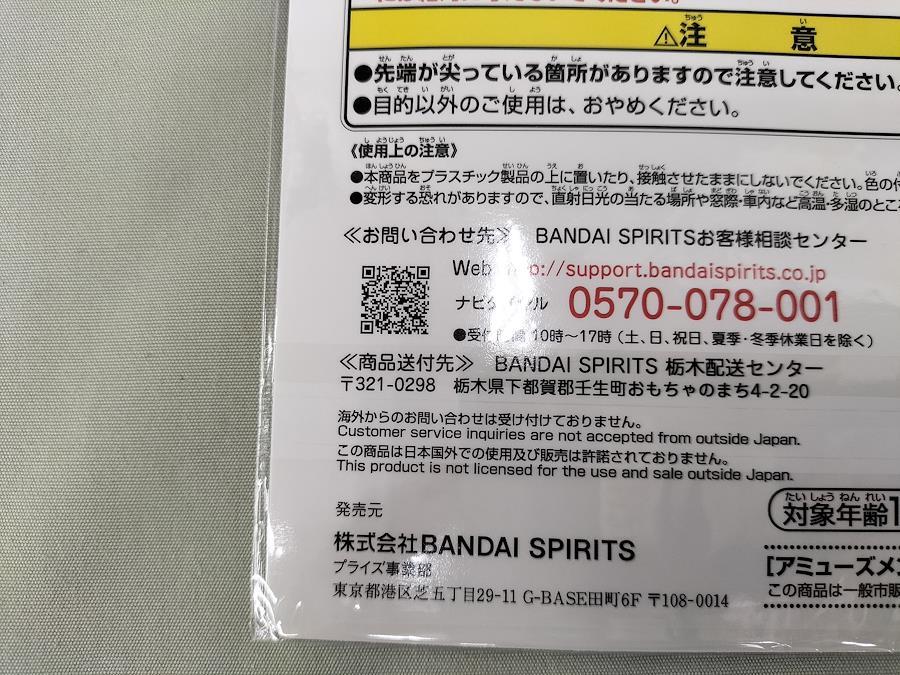 ⚠注 意
●先端が尖っている箇所がありますので注意してください。
●目的以外のご使用は、おやめください。
《使用上の注意》
●本商品をプラスチック製品の上に置いたり、接触させたままにしないでください。色の付
●変形する恐れがありますので、直射日光の当たる場所や窓際・車内など高温・多湿のところ
≪お問い合わせ先≫ BANDAI SPIRITSお客様相談センター
Web http://support.bandaispirits.co.jp
ナビダイヤル 0570-078-001
●受付時間 10時～17時（土、日、祝日、夏季・冬季休業日を除く）
≪商品送付先≫ BANDAI SPIRITS 栃木配送センター
〒321-0298 栃木県下都賀郡壬生町おもちゃのまち4-2-20
海外からのお問い合わせは受け付けておりません。
Customer service inquiries are not accepted from outside Japan.
この商品は日本国外での使用及び販売は許諾されておりません。
This product is not licensed for the use and sale outside Japan.
対象年齢1
発売元
株式会社BANDAI SPIRITS
プライズ事業部
東京都港区芝五丁目29-11 G-BASE田町6F 〒108-0014
[アミューズメン
この商品は一般市販